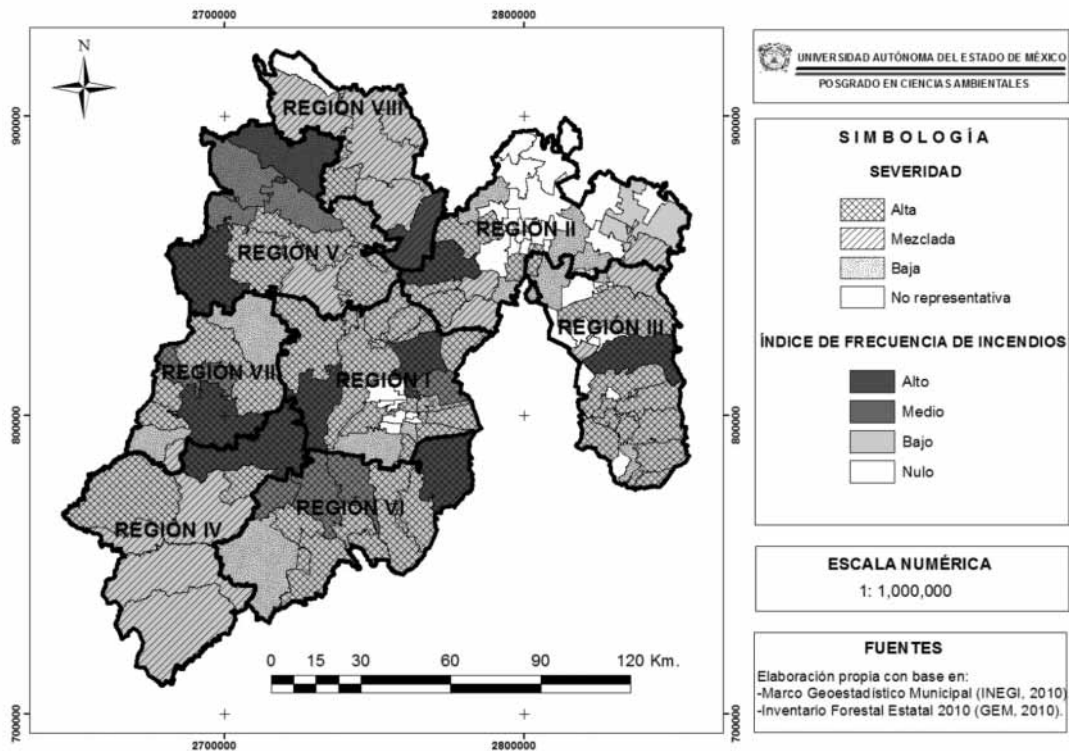 2700000
2800000
N
900000
900000
800000
800000
700000
700000
REGIÓN VIII
REGIÓN II
REGIÓN V
REGIÓN III
REGIÓN VII
REGIÓN I
REGIÓN VI
REGIÓN IV
0 15 30 60 90 120 Km.
2700000
2800000
UNIVERSIDAD AUTÓNOMA DEL ESTADO DE MÉXICO
POSGRADO EN CIENCIAS AMBIENTALES
SIMBOLOGÍA
SEVERIDAD
Alta
Mezclada
Baja
No representativa
ÍNDICE DE FRECUENCIA DE INCENDIOS
Alto
Medio
Bajo
Nulo
ESCALA NUMÉRICA
1: 1,000,000
FUENTES
Elaboración propia con base en:
-Marco Geoestadístico Municipal (INEGI, 2010)
-Inventario Forestal Estatal 2010 (GEM, 2010).